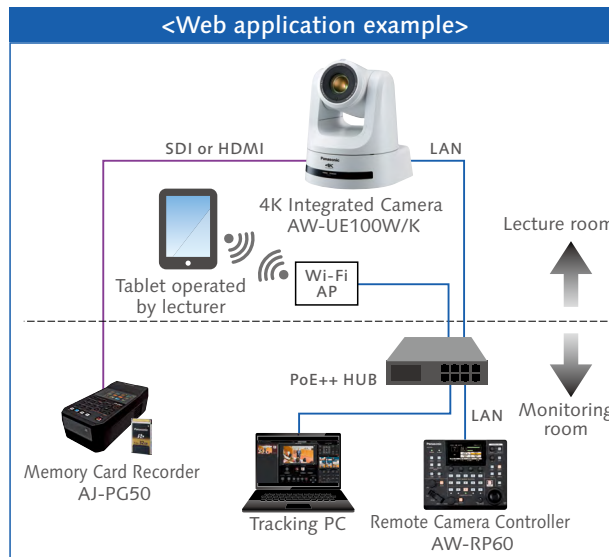 <Web application example>
SDI or HDMI
LAN
Panasonic
4K
4K Integrated Camera
AW-UE100W/K
Lecture room
Tablet operated
by lecturer
Wi-Fi
AP
PoE++ HUB
LAN
Monitoring
room
Memory Card Recorder
AJ-PG50
Tracking PC
Remote Camera Controller
AW-RP60